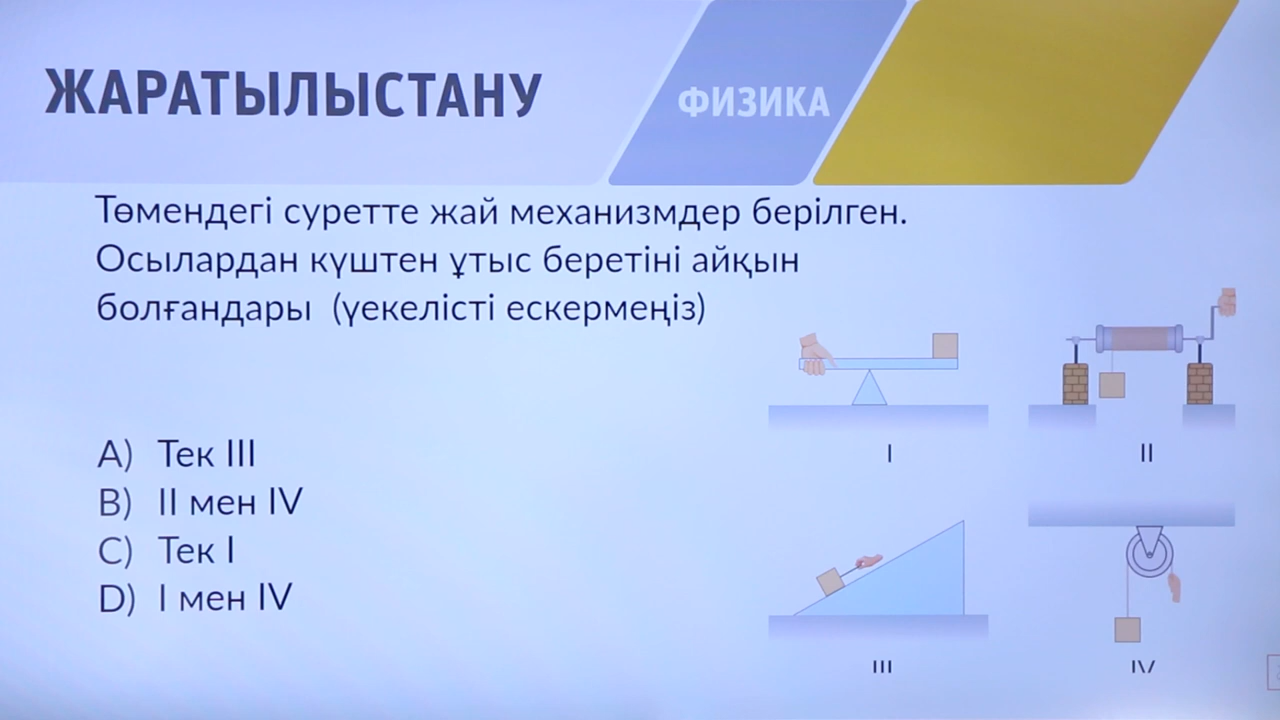 ЖАРАТЫЛЫСТАНУ
ФИЗИКА
Төмендегі суретте жай механизмдер берілген.
Осылардан күштен ұтыс беретіні айқын
болғандары (үекелісті ескермеңіз)
A) Тек III
B) II мен IV
C) Тек I
D) I мен IV
I
II
III
IV